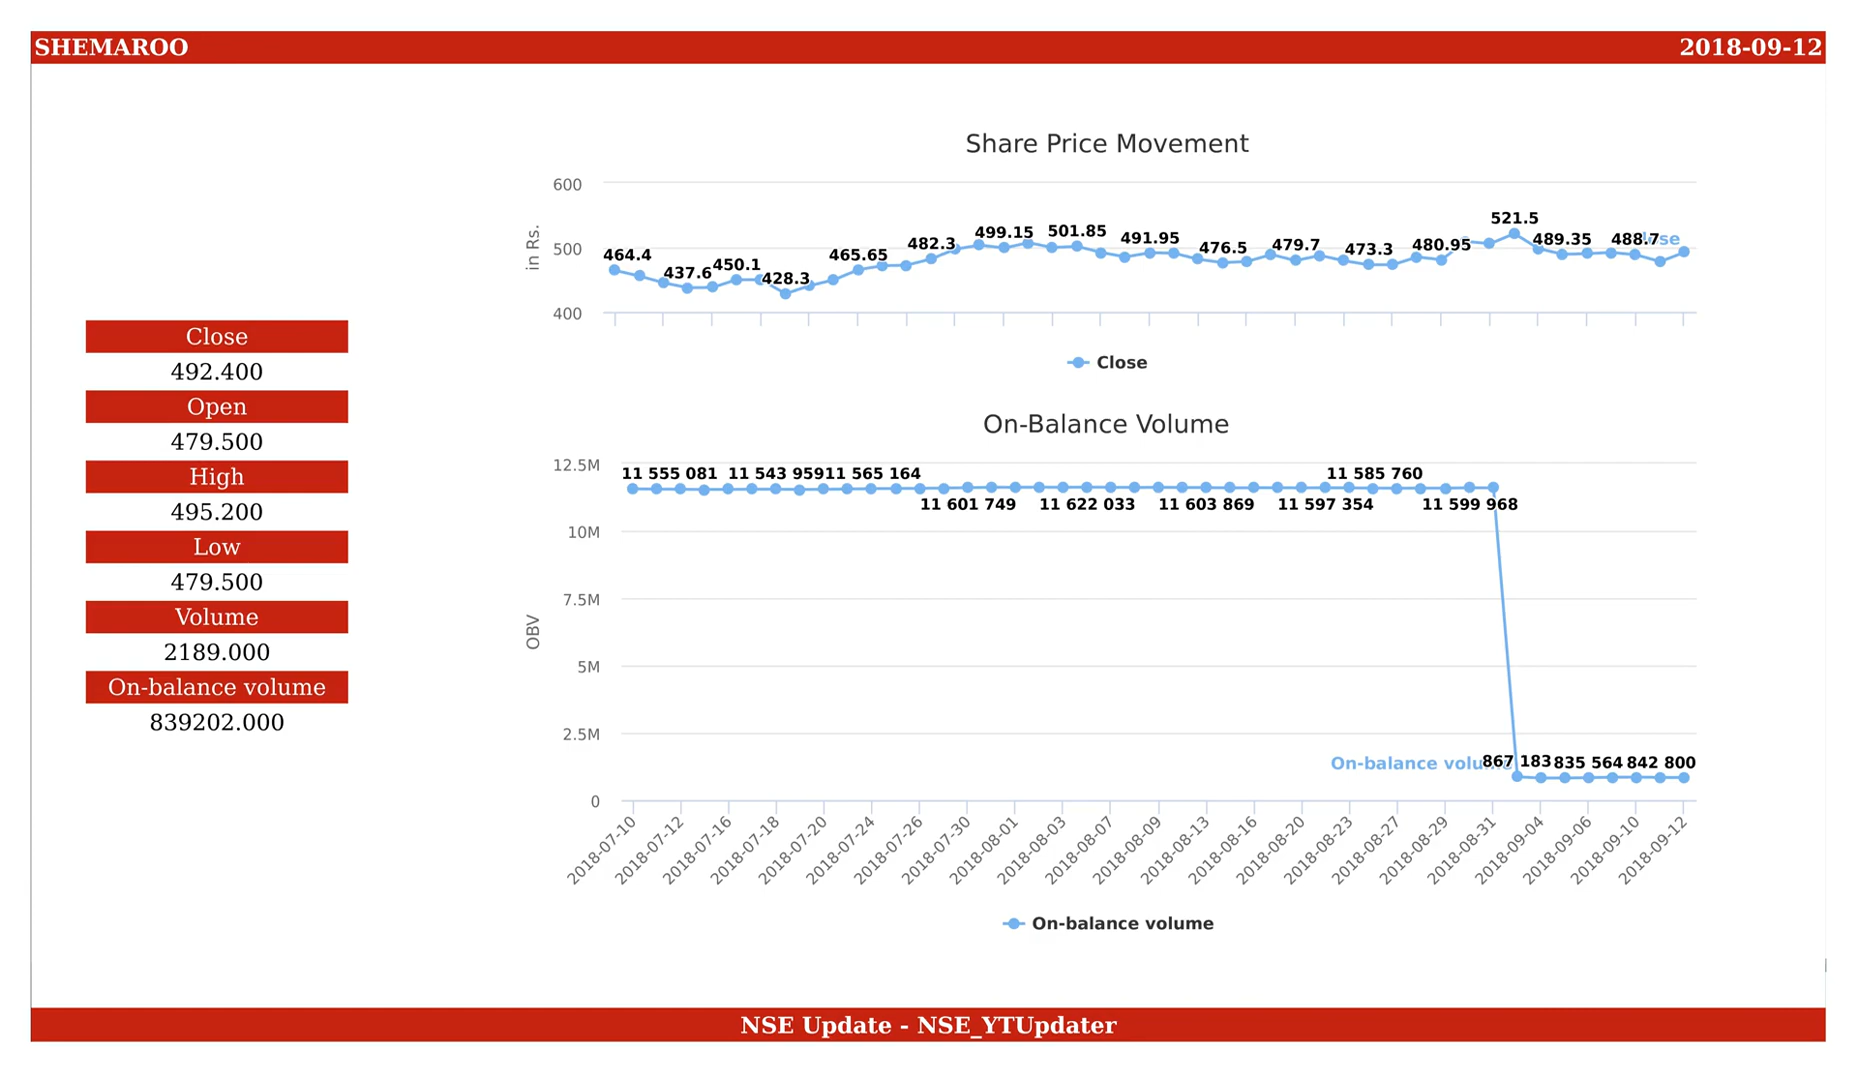 SHEMAROO 2018-09-12
Close
492.400
Open
479.500
High
495.200
Low
479.500
Volume
2189.000
On-balance volume
839202.000
Share Price Movement
in Rs.
600
500
400
464.4 437.6 450.1 428.3 465.65 482.3 499.15 501.85 491.95 476.5 479.7 473.3 480.95 521.5 489.35 488.7
Close
On-Balance Volume
OBV
12.5M
10M
7.5M
5M
2.5M
0
11 555 081 11 543 959 11 565 164 11 585 760
11 601 749 11 622 033 11 603 869 11 597 354 11 599 968
On-balance 867 183 835 564 842 800
2018-07-10 2018-07-12 2018-07-16 2018-07-18 2018-07-20 2018-07-24 2018-07-26 2018-07-30 2018-08-01 2018-08-03 2018-08-07 2018-08-09 2018-08-13 2018-08-16 2018-08-20 2018-08-23 2018-08-27 2018-08-29 2018-08-31 2018-09-04 2018-09-06 2018-09-10 2018-09-12
On-balance volume
NSE Update - NSE_YTUpdater